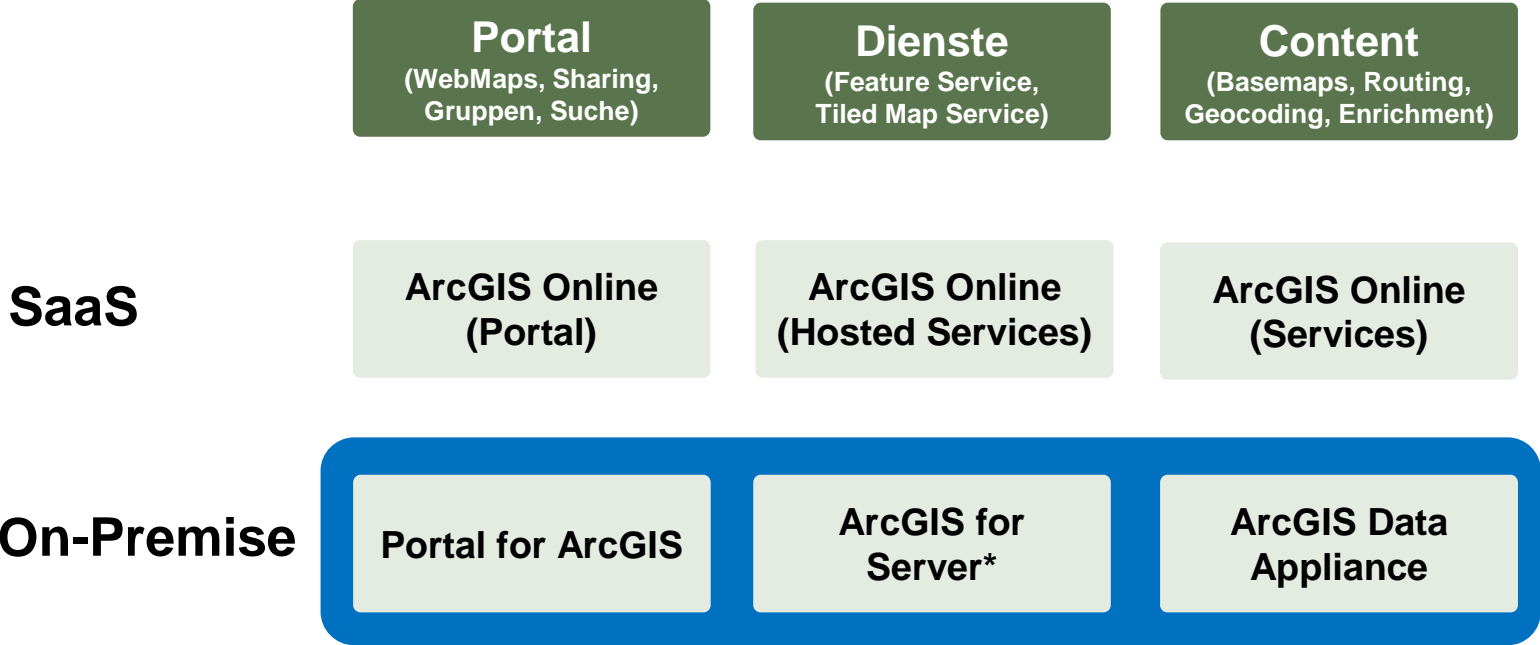 Portal
(WebMaps, Sharing,
Gruppen, Suche)
Dienste
(Feature Service,
Tiled Map Service)
Content
(Basemaps, Routing,
Geocoding, Enrichment)
SaaS
ArcGIS Online
(Portal)
ArcGIS Online
(Hosted Services)
ArcGIS Online
(Services)
On-Premise
Portal for ArcGIS
ArcGIS for
Server*
ArcGIS Data
Appliance